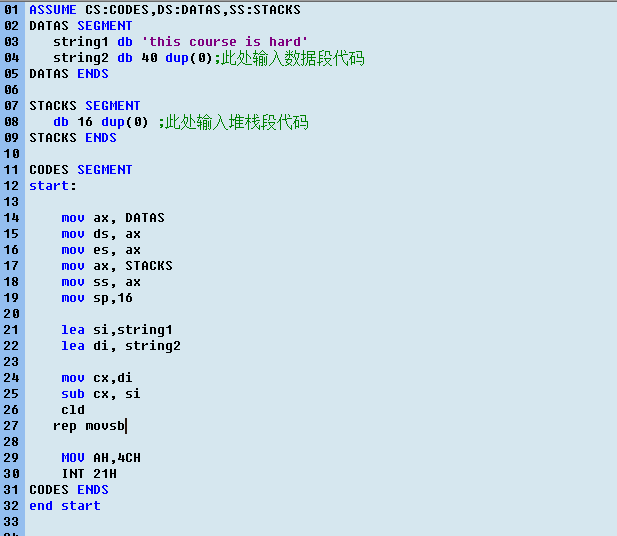 01 ASSUME CS:CODES,DS:DATAS,SS:STACKS
02 DATAS SEGMENT
03 string1 db 'this course is hard'
04 string2 db 40 dup(0);此处输入数据段代码
05 DATAS ENDS
06
07 STACKS SEGMENT
08 db 16 dup(0) ;此处输入堆栈段代码
09 STACKS ENDS
10
11 CODES SEGMENT
12 start:
13
14 mov ax, DATAS
15 mov ds, ax
16 mov es, ax
17 mov ax, STACKS
18 mov ss, ax
19 mov sp,16
20
21 lea si,string1
22 lea di, string2
23
24 mov cx,di
25 sub cx, si
26 cld
27 rep movsb
28
29 MOV AH,4CH
30 INT 21H
31 CODES ENDS
32 end start
33